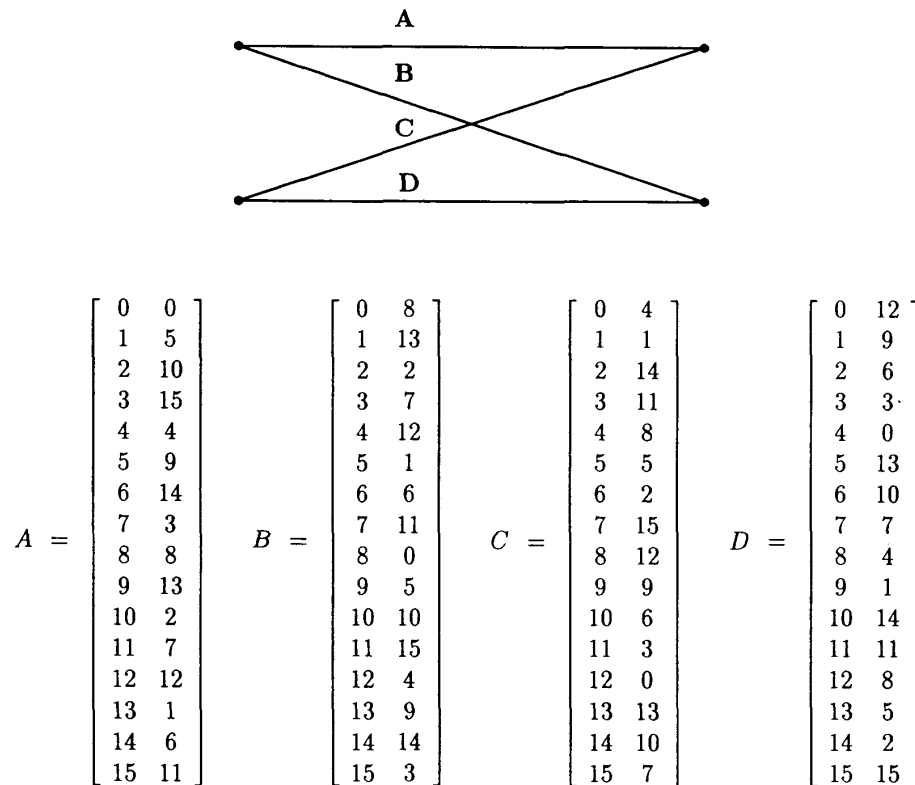 A
B
C
D
0 0 0 8 0 4 0 12
1 5 1 13 1 1 1 9
2 10 2 2 2 14 2 6
3 15 3 7 3 11 3 3
4 4 4 12 4 8 4 0
5 9 5 1 5 5 5 13
6 14 6 6 6 2 6 10
7 3 7 11 7 15 7 7
A = 8 8 B = 8 0 C = 8 12 D = 8 4
9 13 9 5 9 9 9 1
10 2 10 10 10 6 10 14
11 7 11 15 11 3 11 11
12 12 12 4 12 0 12 8
13 1 13 9 13 13 13 5
14 6 14 14 14 10 14 2
15 11 15 3 15 7 15 15